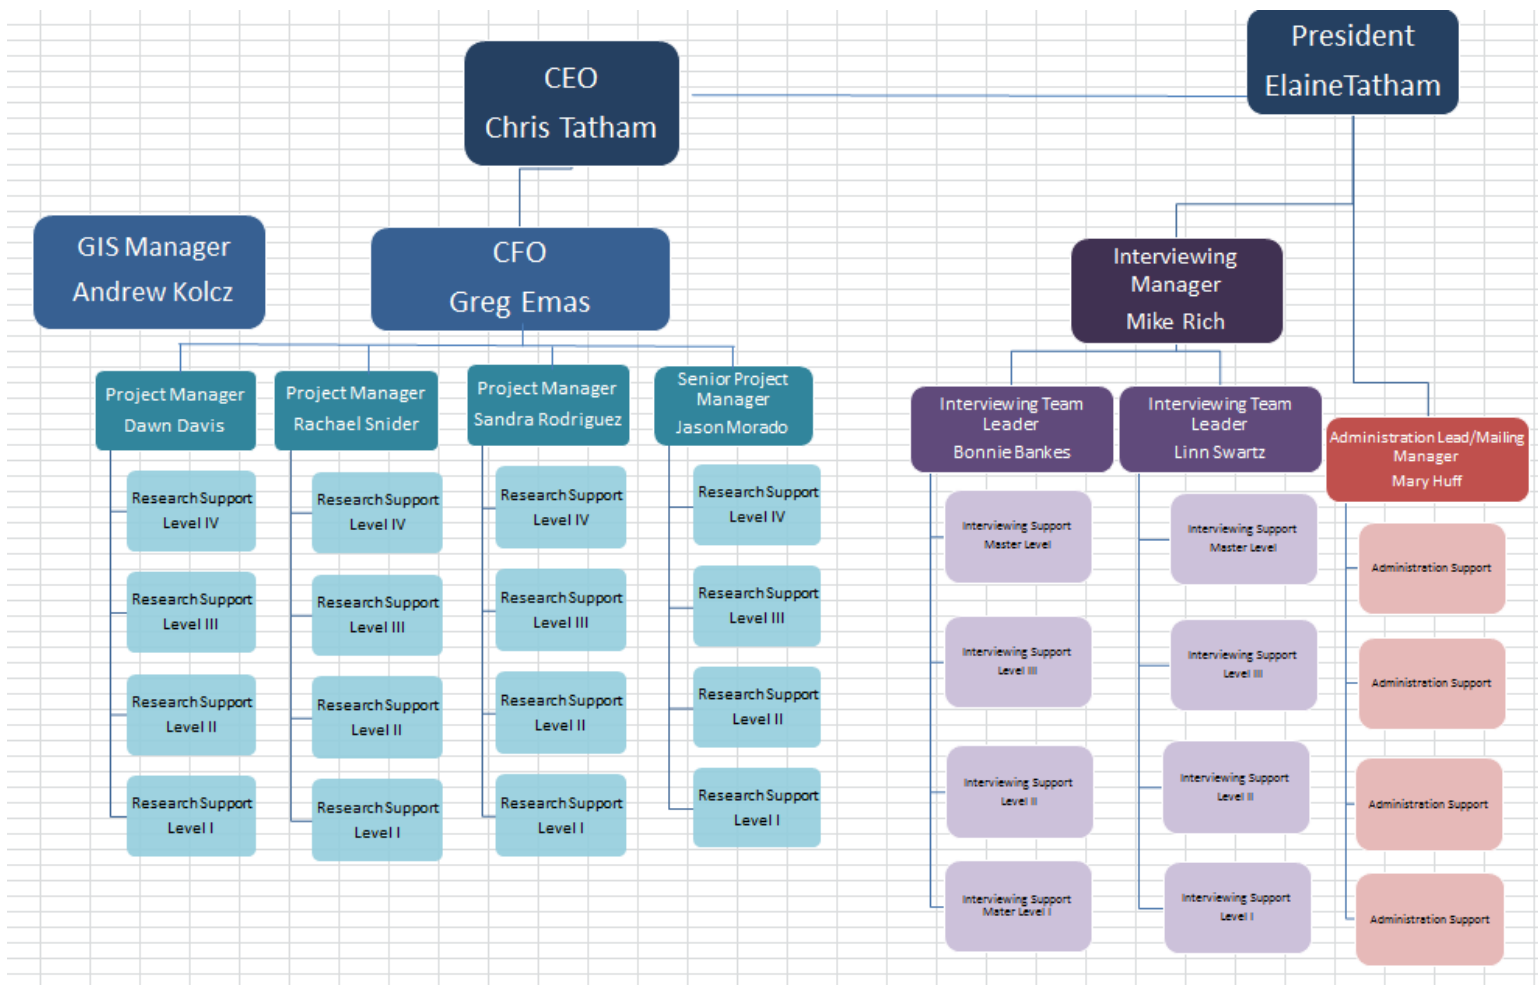 President
ElaineTatham
CEO
Chris Tatham
GIS Manager
Andrew Kolcz
CFO
Greg Emas
Interviewing
Manager
Mike Rich
Project Manager
Dawn Davis
Project Manager
Rachael Snider
Project Manager
Sandra Rodriguez
Senior Project
Manager
Jason Morado
Interviewing Team
Leader
Bonnie Bankes
Interviewing Team
Leader
Linn Swartz
Administration Lead/Mailing
Manager
Mary Huff
Research Support
Level IV
Research Support
Level III
Research Support
Level II
Research Support
Level I
Research Support
Level IV
Research Support
Level III
Research Support
Level II
Research Support
Level I
Research Support
Level IV
Research Support
Level III
Research Support
Level II
Research Support
Level I
Research Support
Level IV
Research Support
Level III
Research Support
Level II
Research Support
Level I
Interviewing Support
Master Level
Interviewing Support
Level III
Interviewing Support
Level II
Interviewing Support
Mater Level I
Interviewing Support
Master Level
Interviewing Support
Level III
Interviewing Support
Level II
Interviewing Support
Level I
Administration Support
Administration Support
Administration Support
Administration Support